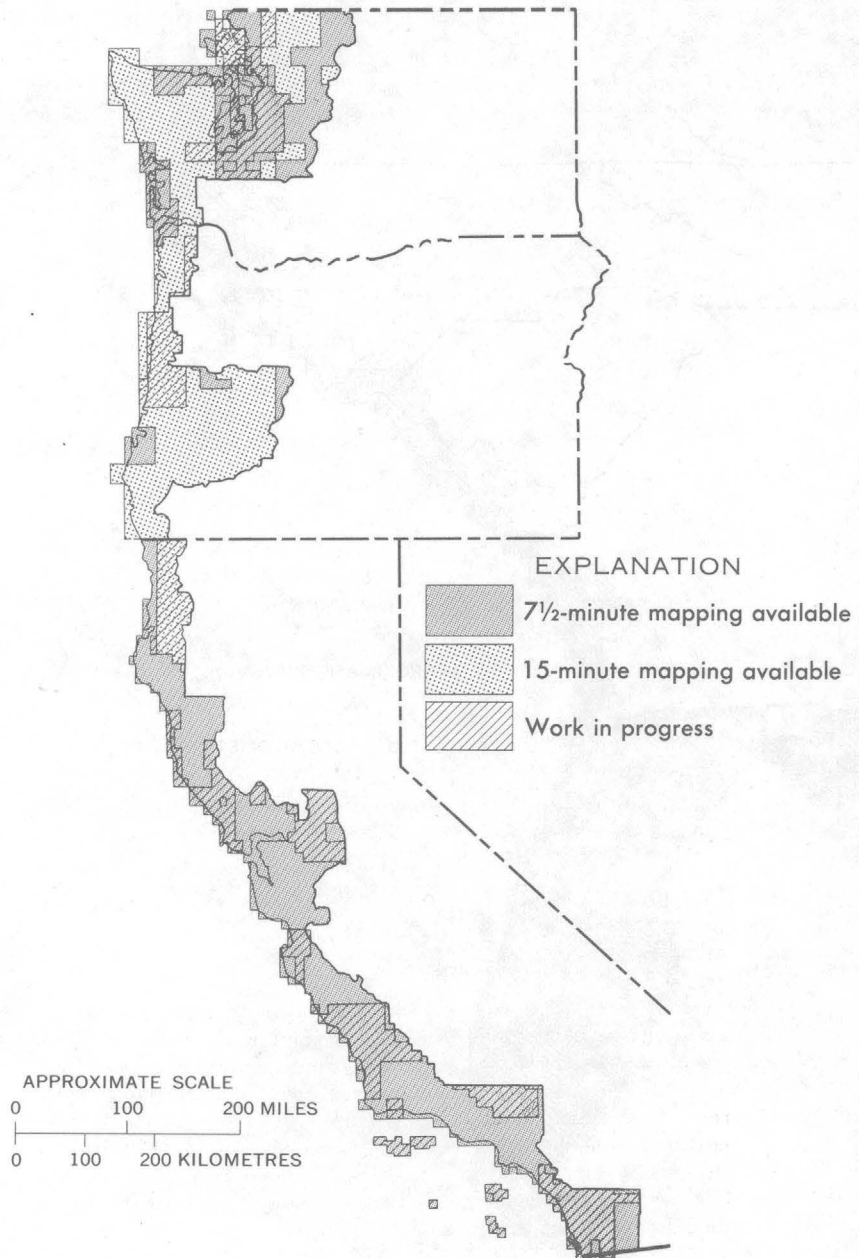 EXPLANATION
7½-minute mapping available
15-minute mapping available
Work in progress
APPROXIMATE SCALE
0 100 200 MILES
0 100 200 KILOMETRES